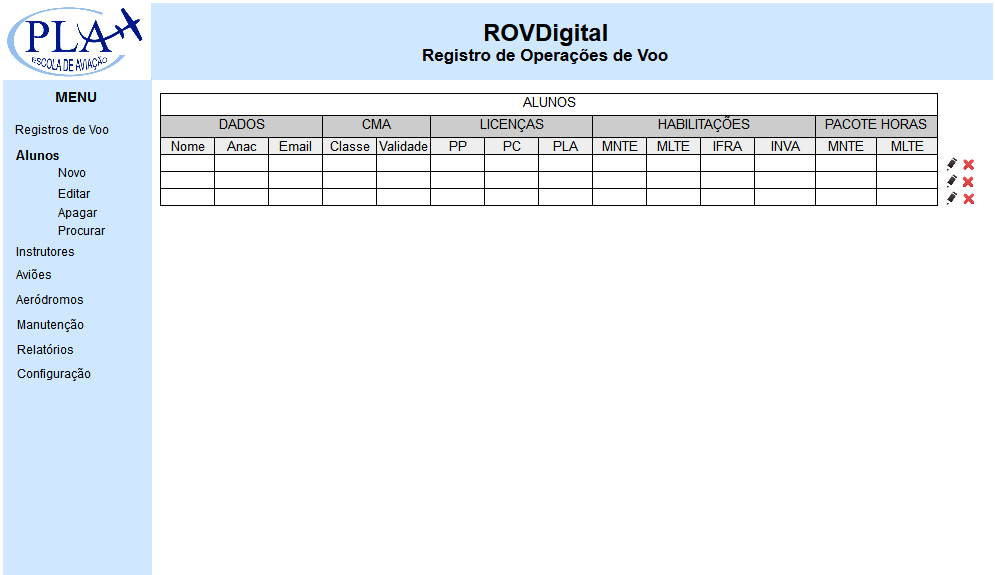 PLA
ESCOLA DE AVIAÇÃO
ROVDigital
Registro de Operações de Voo
MENU
Registros de Voo
Alunos
Novo
Editar
Apagar
Procurar
Instrutores
Aviões
Aeródromos
Manutenção
Relatórios
Configuração
ALUNOS
DADOS CMA LICENÇAS HABILITAÇÕES PACOTE HORAS
Nome Anac Email Classe Validade PP PC PLA MNTE MLTE IFRA INVA MNTE MLTE